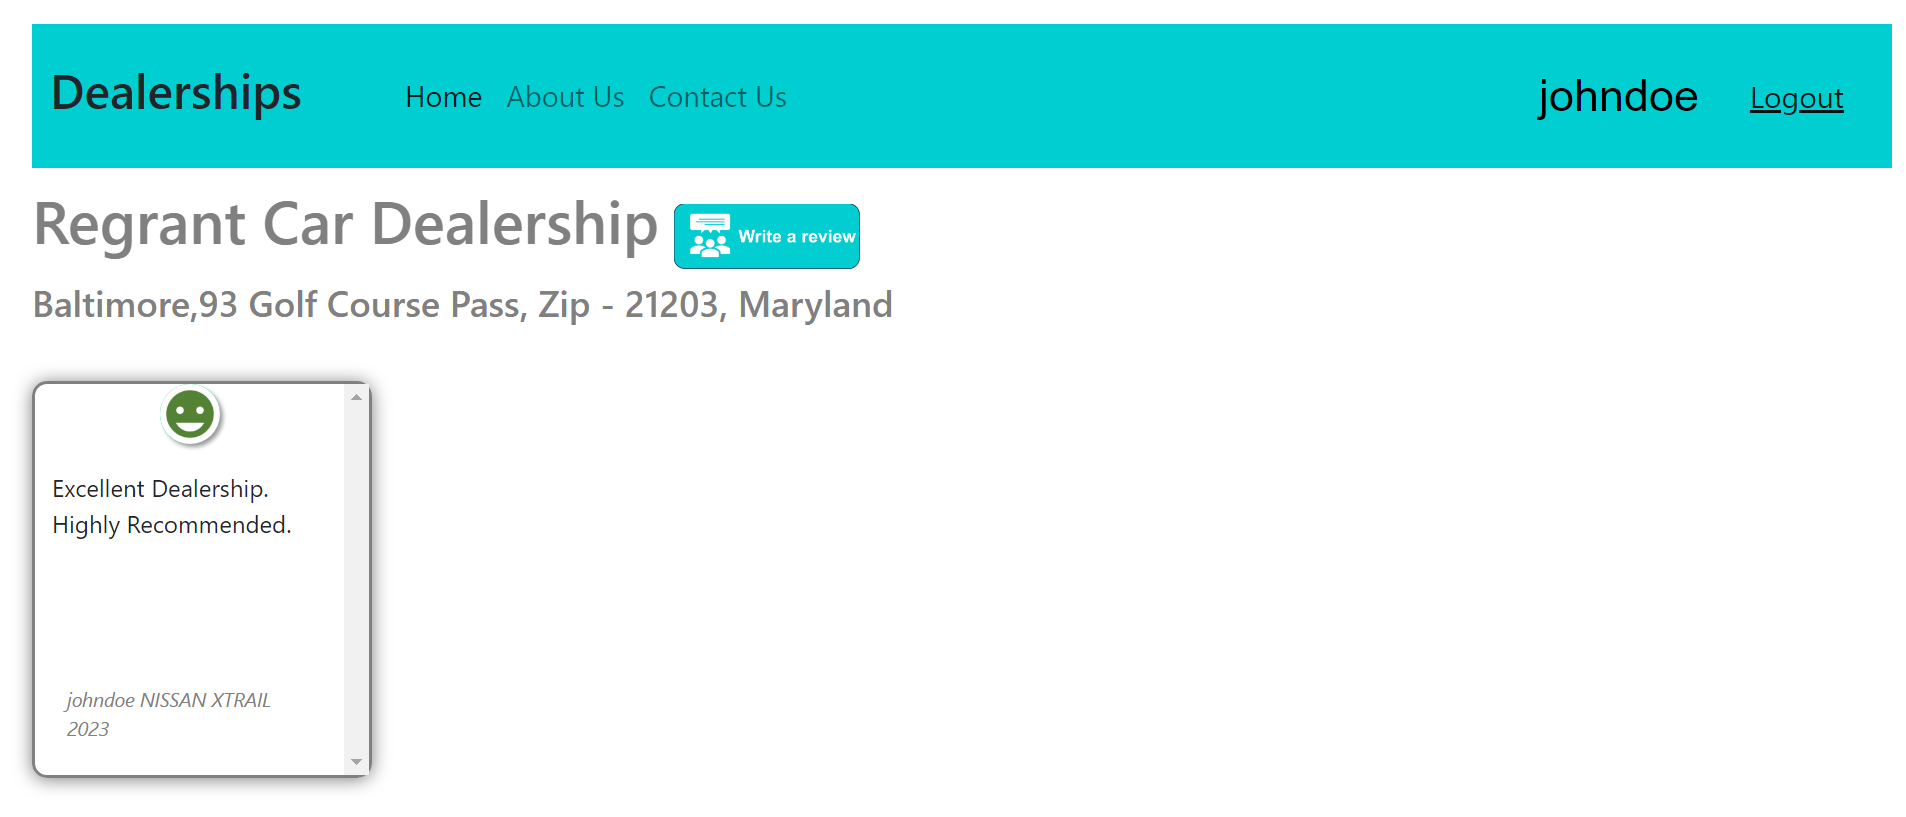 Dealerships Home About Us Contact Us johndoe Logout
Regrant Car Dealership Write a review
Baltimore,93 Golf Course Pass, Zip - 21203, Maryland
Excellent Dealership.
Highly Recommended.
johndoe NISSAN XTRAIL
2023